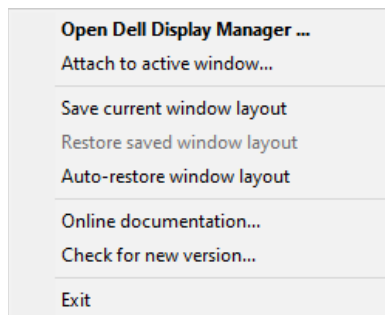 Open Dell Display Manager ...
Attach to active window...
Save current window layout
Restore saved window layout
Auto-restore window layout
Online documentation...
Check for new version...
Exit